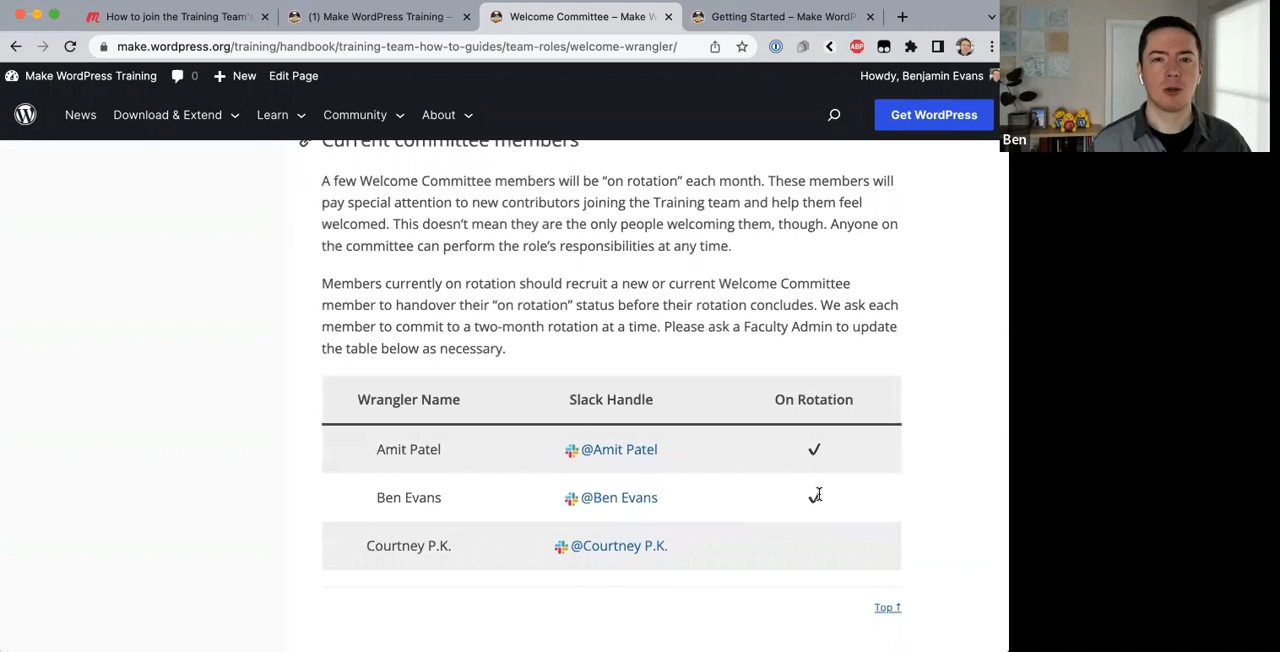 How to join the Training Team's
(1) Make WordPress Training –
Welcome Committee – Make W
Getting Started – Make WordP
make.wordpress.org/training/handbook/training-team-how-to-guides/team-roles/welcome-wrangler/
ABP
Make WordPress Training 0 New Edit Page Howdy, Benjamin Evans
News Download & Extend Learn Community About Get WordPress
Ben
Current committee members
A few Welcome Committee members will be “on rotation” each month. These members will
pay special attention to new contributors joining the Training team and help them feel
welcomed. This doesn’t mean they are the only people welcoming them, though. Anyone on
the committee can perform the role’s responsibilities at any time.
Members currently on rotation should recruit a new or current Welcome Committee
member to handover their “on rotation” status before their rotation concludes. We ask each
member to commit to a two-month rotation at a time. Please ask a Faculty Admin to update
the table below as necessary.
Wrangler Name Slack Handle On Rotation
Amit Patel @Amit Patel ✔
Ben Evans @Ben Evans ✔
Courtney P.K. @Courtney P.K.
Top ↑